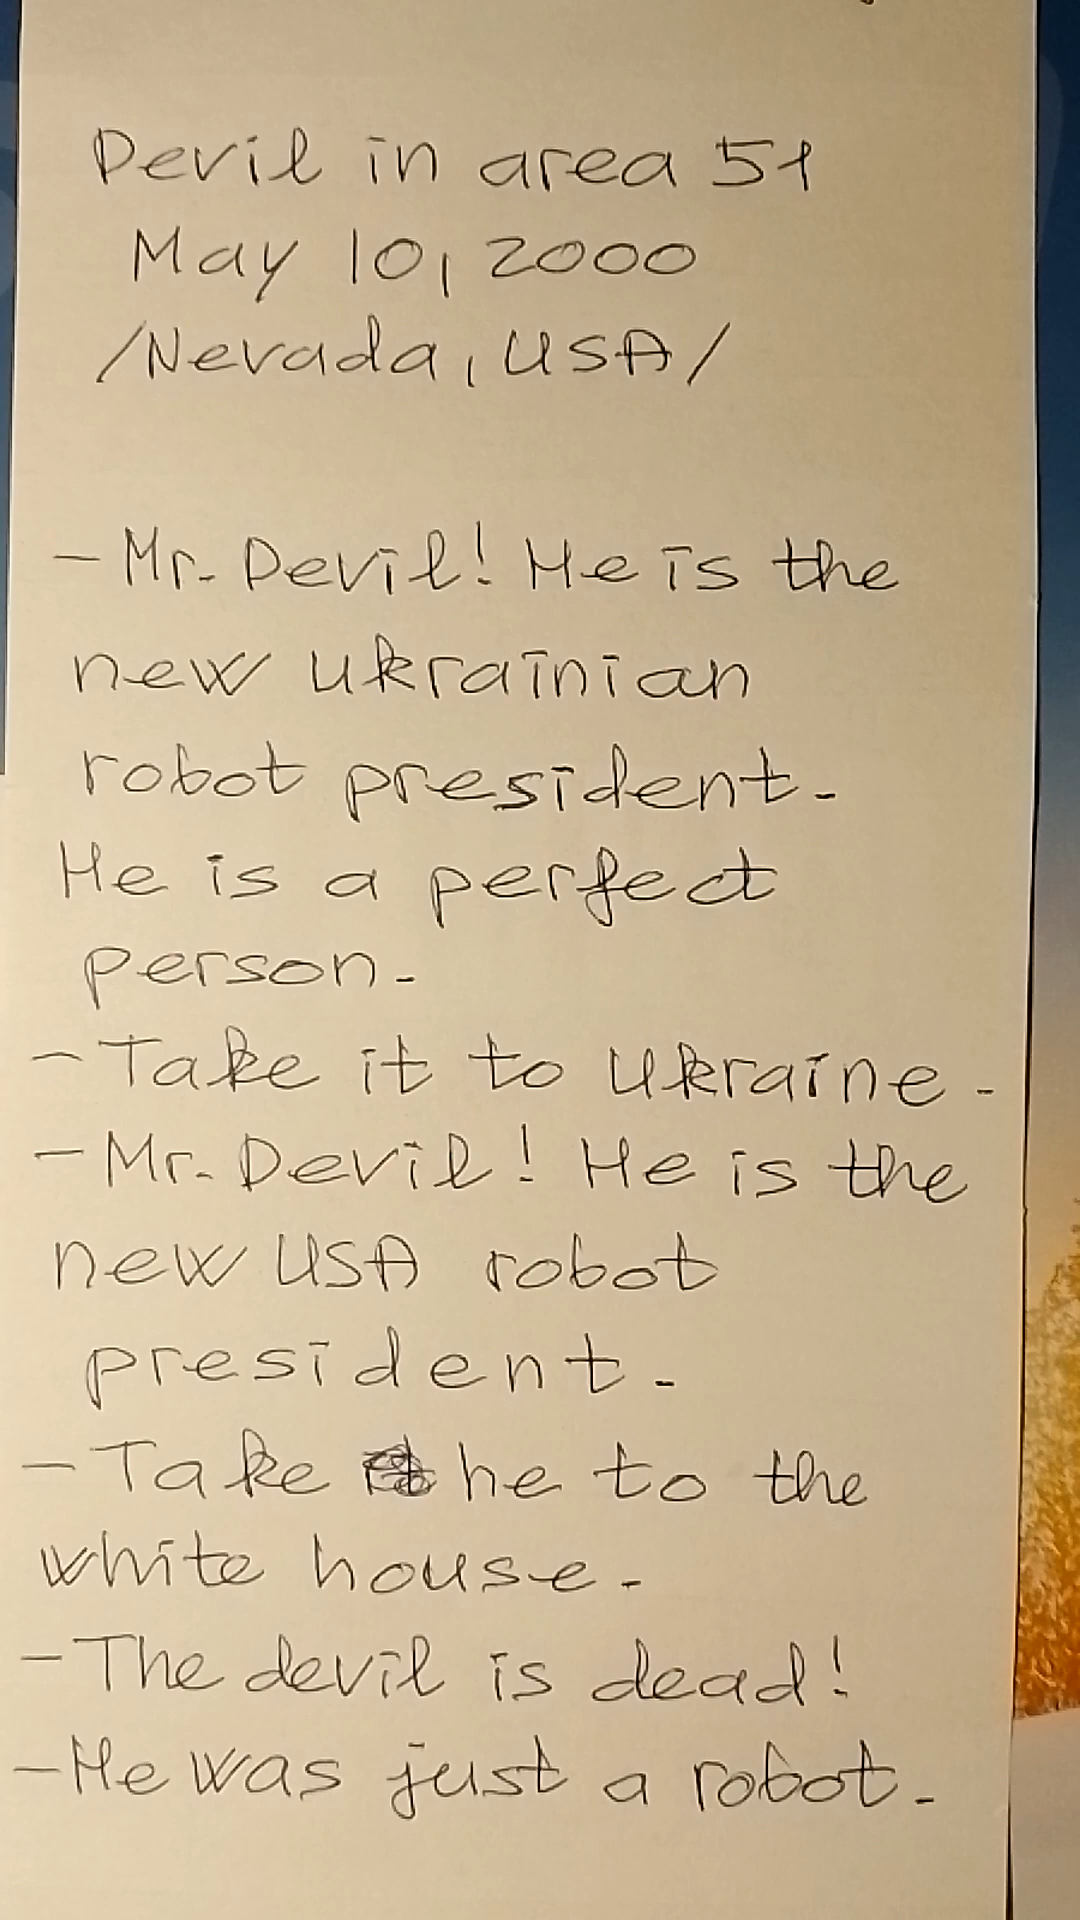 Devil in area 51
May 10, 2000
/Nevada, USA/
- Mr. Devil! He is the
new ukrainian
robot president.
He is a perfect
person.
- Take it to Ukraine.
- Mr. Devil! He is the
new USA robot
president.
- Take he to the
white house.
- The devil is dead!
- He was just a robot.